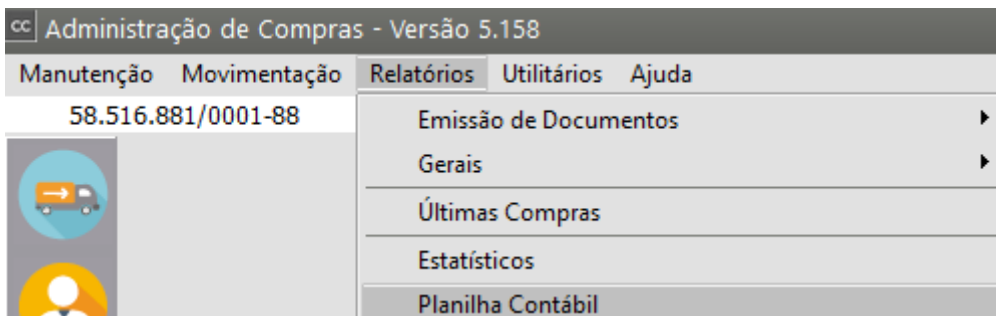 cc Administração de Compras - Versão 5.158
Manutenção Movimentação Relatórios Utilitários Ajuda
58.516.881/0001-88
Emissão de Documentos
Gerais
Últimas Compras
Estatísticos
Planilha Contábil